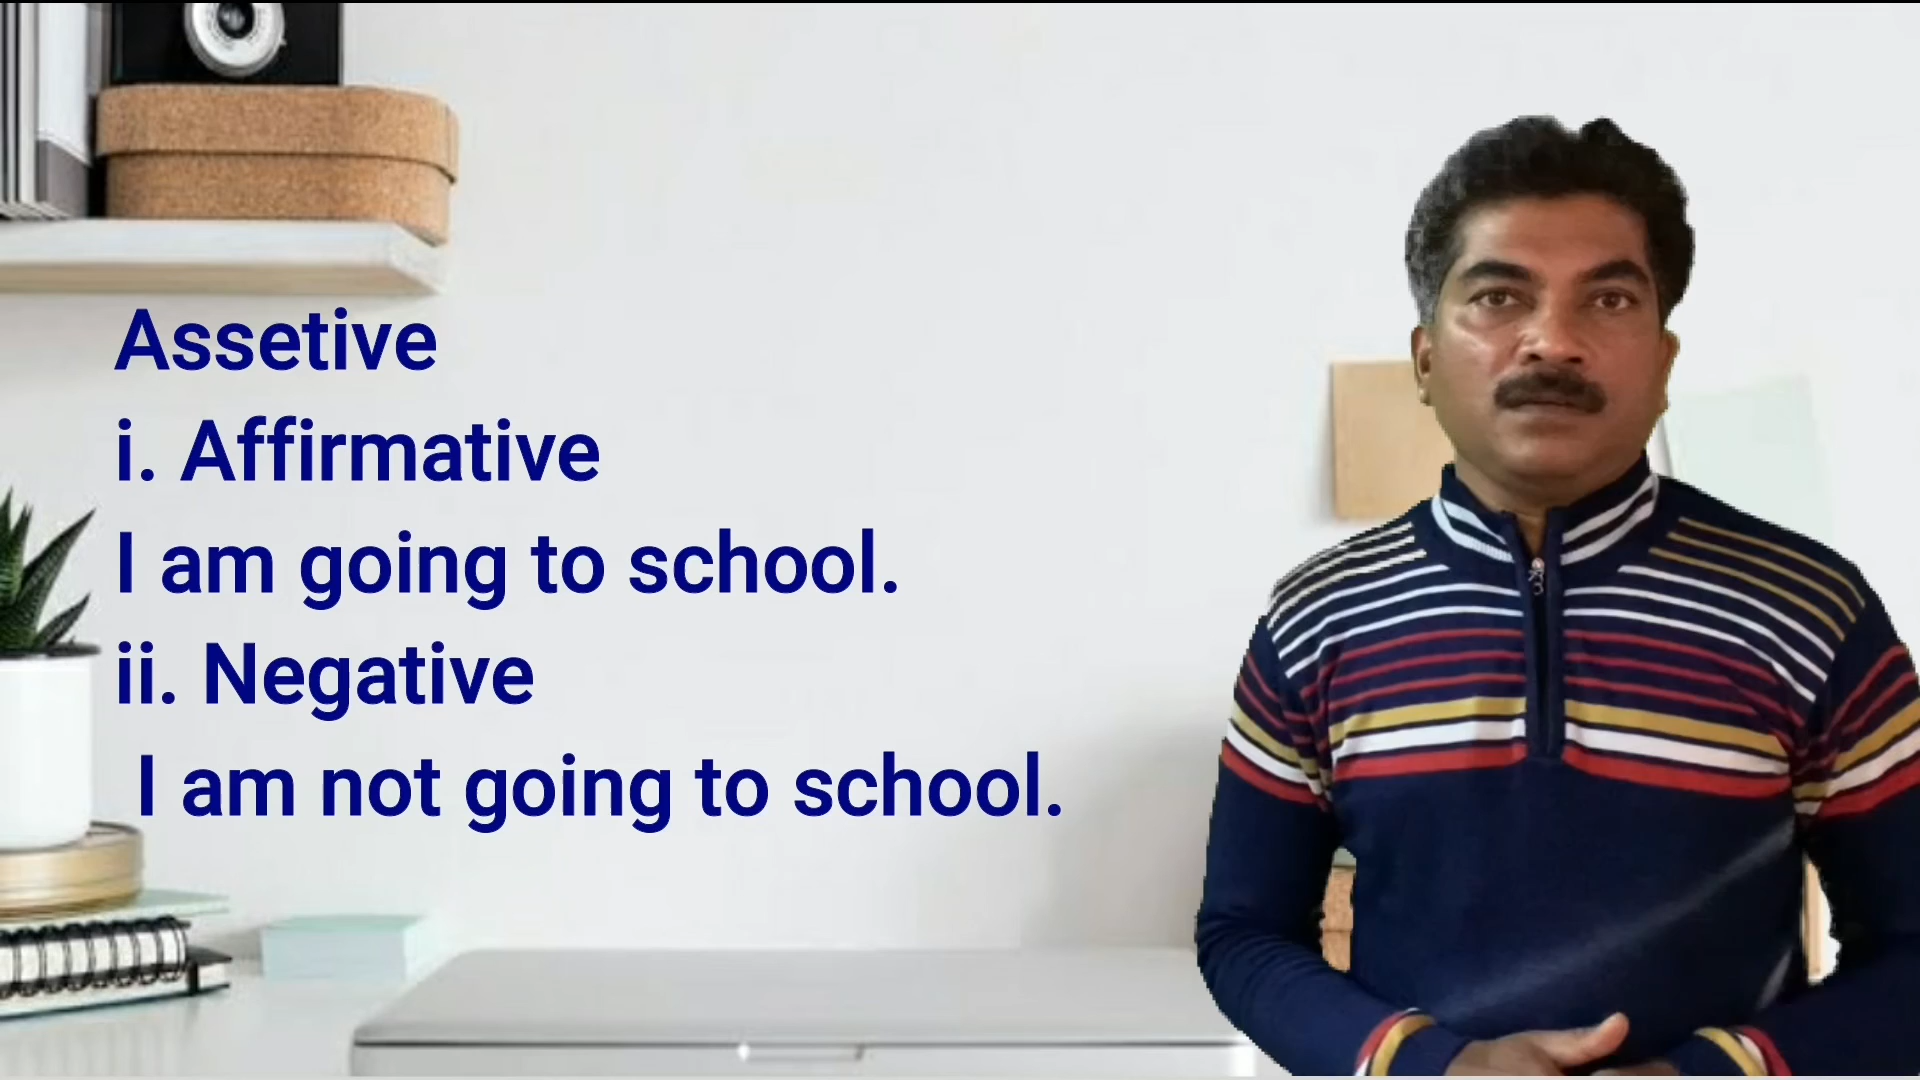 Assetive
i. Affirmative
I am going to school.
ii. Negative
I am not going to school.